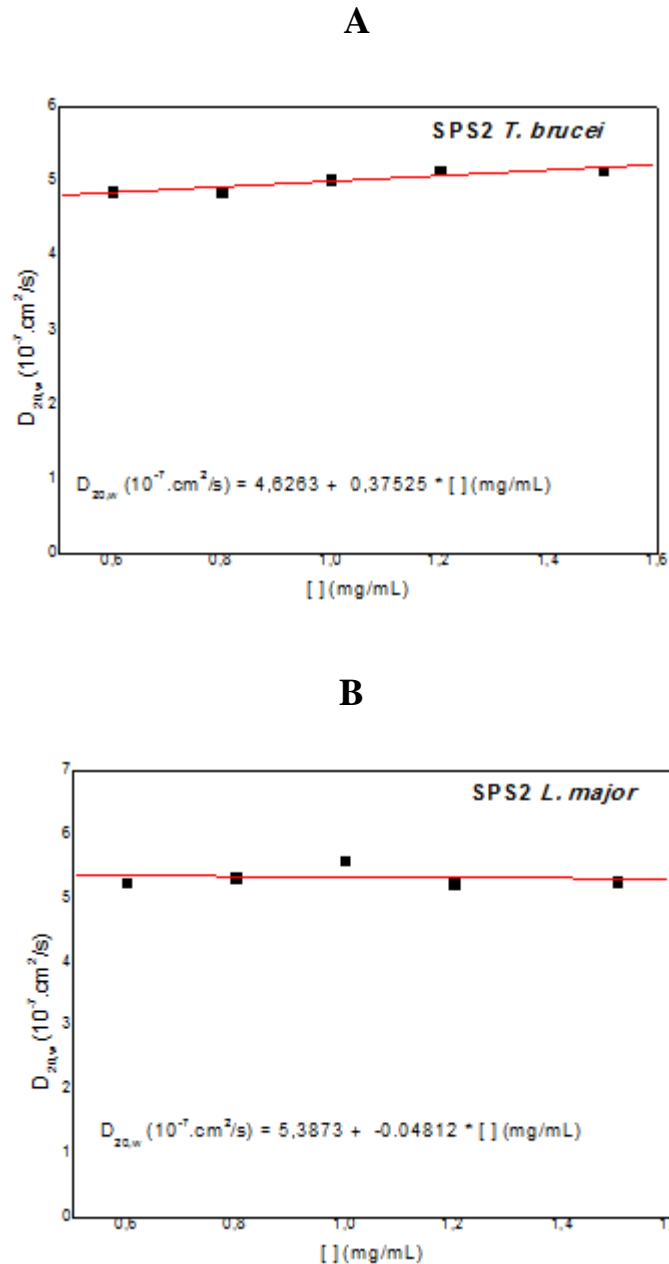 A
SPS2 T. brucei
6
5
4
3
2
1
0
D20,w (10-7.cm2/s)
D20,w (10-7.cm2/s) = 4,6263 + 0,37525 * [ ] (mg/mL)
0,6 0,8 1,0 1,2 1,4 1,6
[ ] (mg/mL)
B
SPS2 L. major
7
6
5
4
3
2
1
0
D20,w (10-7.cm2/s)
D20,w (10-7.cm2/s) = 5,3873 + -0.04812 * [ ] (mg/mL)
0,6 0,8 1,0 1,2 1,4
[ ] (mg/mL)